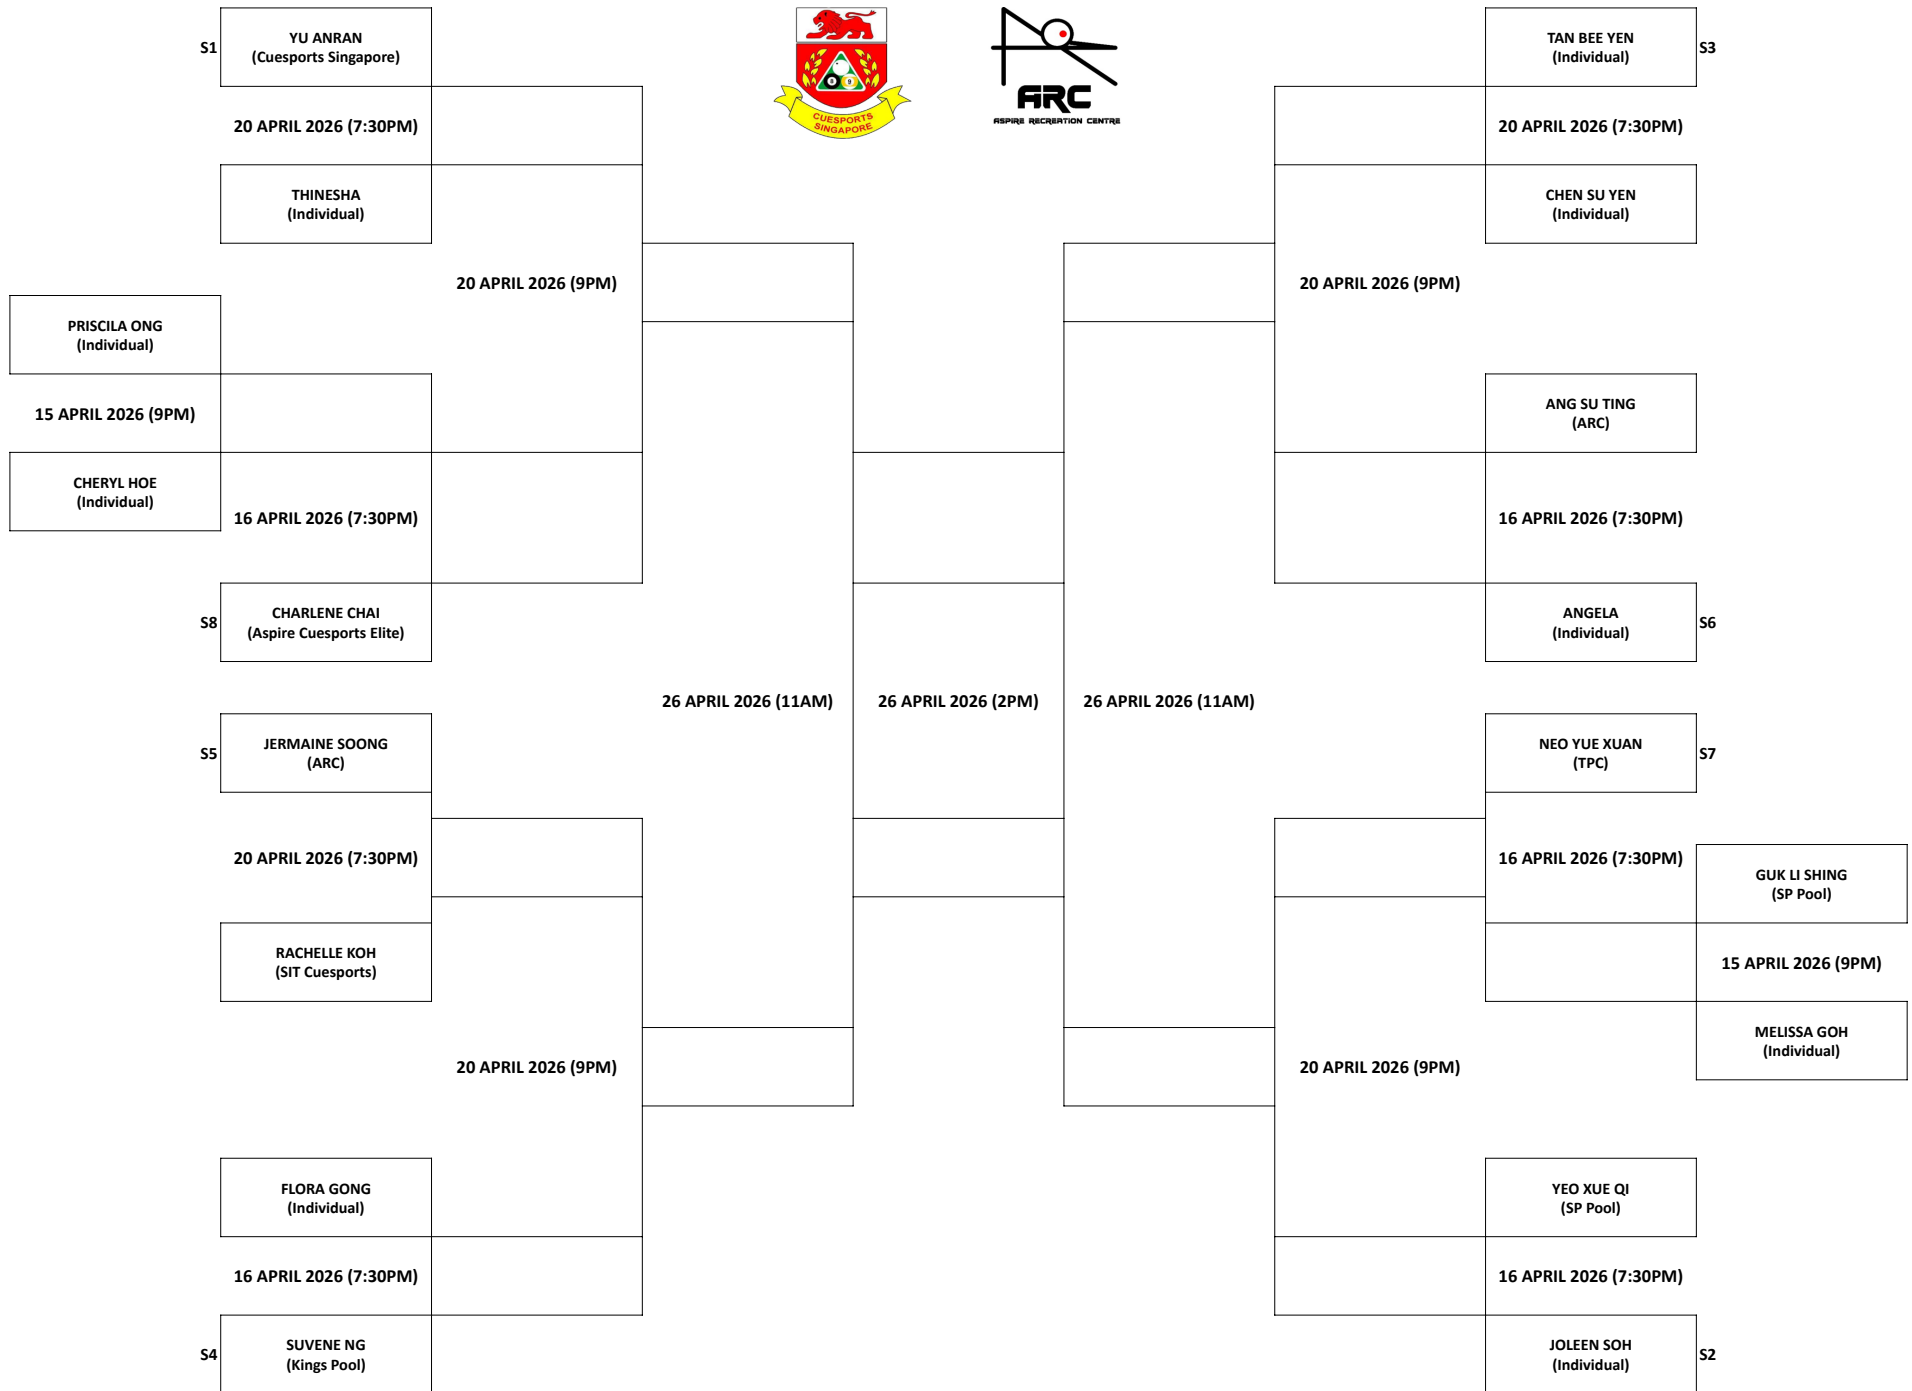 S1
YU ANRAN
(Cuesports Singapore)
20 APRIL 2026 (7:30PM)
THINESHA
(Individual)
20 APRIL 2026 (9PM)
PRISCILA ONG
(Individual)
15 APRIL 2026 (9PM)
CHERYL HOE
(Individual)
16 APRIL 2026 (7:30PM)
S8
CHARLENE CHAI
(Aspire Cuesports Elite)
26 APRIL 2026 (11AM)
S5
JERMAINE SOONG
(ARC)
20 APRIL 2026 (7:30PM)
RACHELLE KOH
(SIT Cuesports)
20 APRIL 2026 (9PM)
FLORA GONG
(Individual)
16 APRIL 2026 (7:30PM)
S4
SUVENE NG
(Kings Pool)
8
9
CUESPORTS
SINGAPORE
ARC
ASPIRE RECREATION CENTRE
26 APRIL 2026 (2PM)
TAN BEE YEN
(Individual)
S3
20 APRIL 2026 (7:30PM)
CHEN SU YEN
(Individual)
20 APRIL 2026 (9PM)
ANG SU TING
(ARC)
16 APRIL 2026 (7:30PM)
ANGELA
(Individual)
S6
26 APRIL 2026 (11AM)
NEO YUE XUAN
(TPC)
S7
16 APRIL 2026 (7:30PM)
GUK LI SHING
(SP Pool)
15 APRIL 2026 (9PM)
MELISSA GOH
(Individual)
20 APRIL 2026 (9PM)
YEO XUE QI
(SP Pool)
16 APRIL 2026 (7:30PM)
JOLEEN SOH
(Individual)
S2